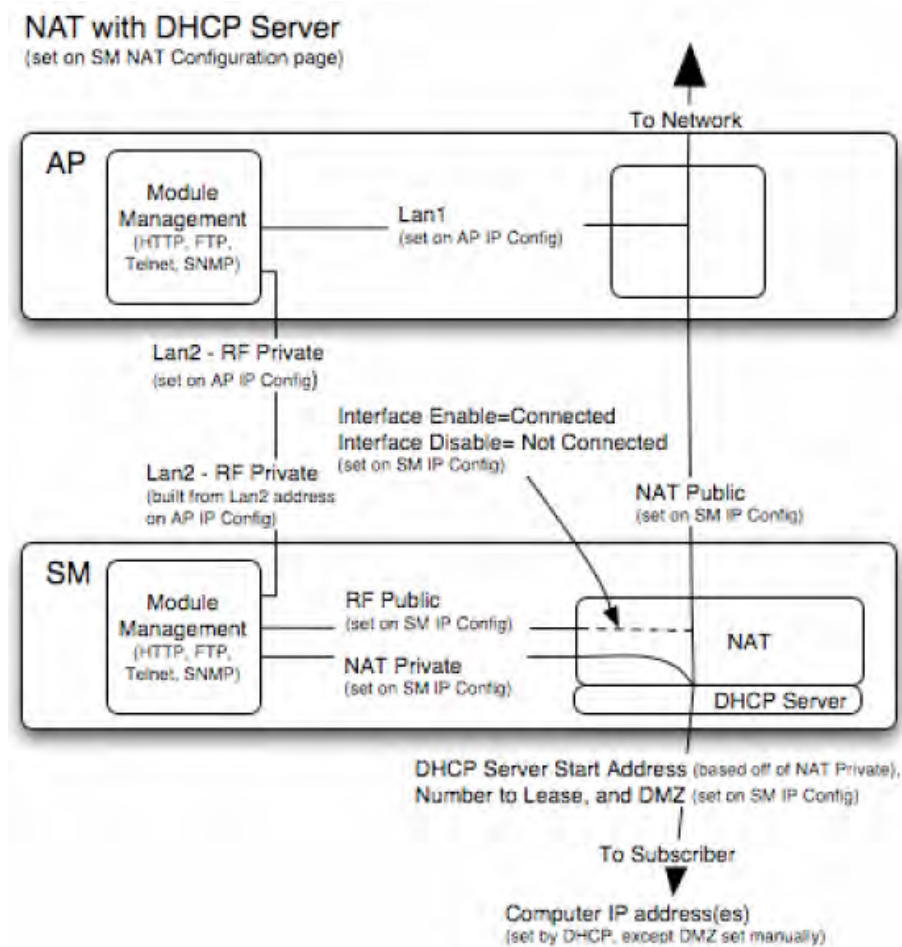 NAT with DHCP Server
(set on SM NAT Configuration page)
To Network
AP
Module
Management
(HTTP, FTP,
Telnet, SNMP)
Lan1
(set on AP IP Config)
Lan2 - RF Private
(set on AP IP Config)
Interface Enable=Connected
Interface Disable= Not Connected
(set on SM IP Config)
Lan2 - RF Private
(built from Lan2 address
on AP IP Config)
NAT Public
(set on SM IP Config)
SM
Module
Management
(HTTP, FTP,
Telnet, SNMP)
RF Public
(set on SM IP Config)
NAT Private
(set on SM IP Config)
NAT
DHCP Server
DHCP Server Start Address (based off of NAT Private),
Number to Lease, and DMZ (set on SM IP Config)
To Subscriber
Computer IP address(es)
(set by DHCP, except DMZ set manually)